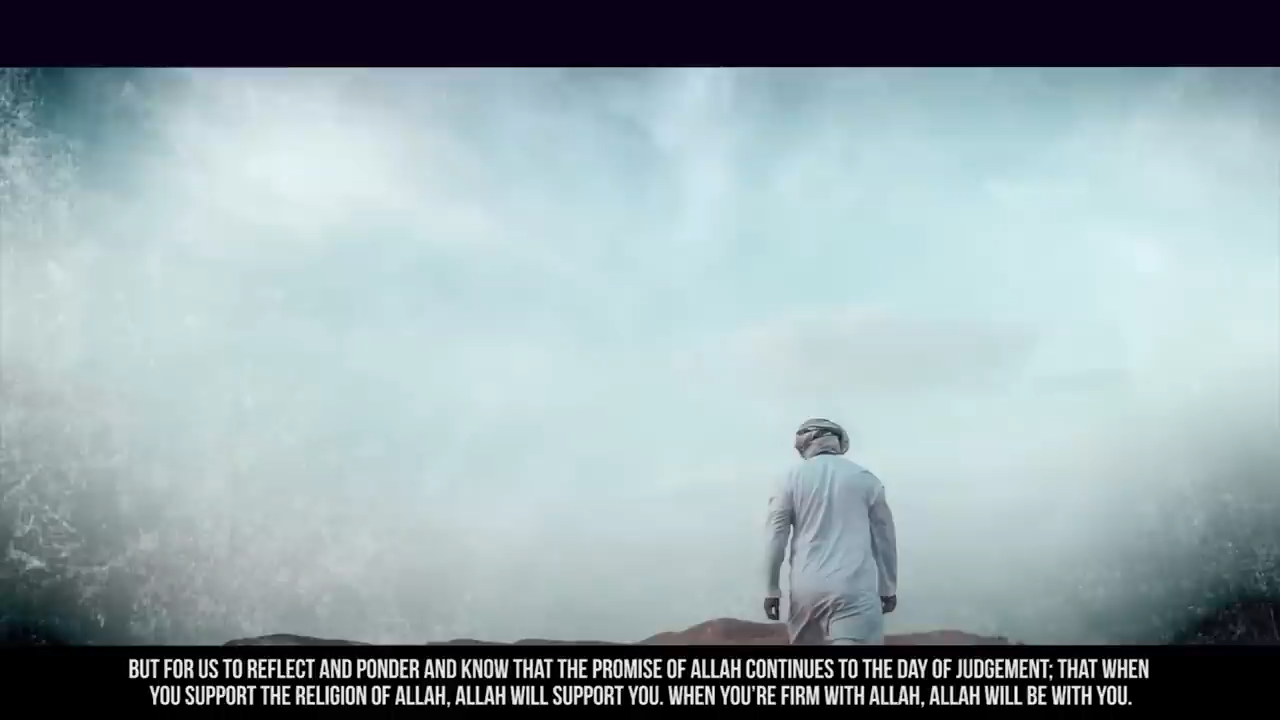 BUT FOR US TO REFLECT AND PONDER AND KNOW THAT THE PROMISE OF ALLAH CONTINUES TO THE DAY OF JUDGEMENT; THAT WHEN
YOU SUPPORT THE RELIGION OF ALLAH, ALLAH WILL SUPPORT YOU. WHEN YOU'RE FIRM WITH ALLAH, ALLAH WILL BE WITH YOU.